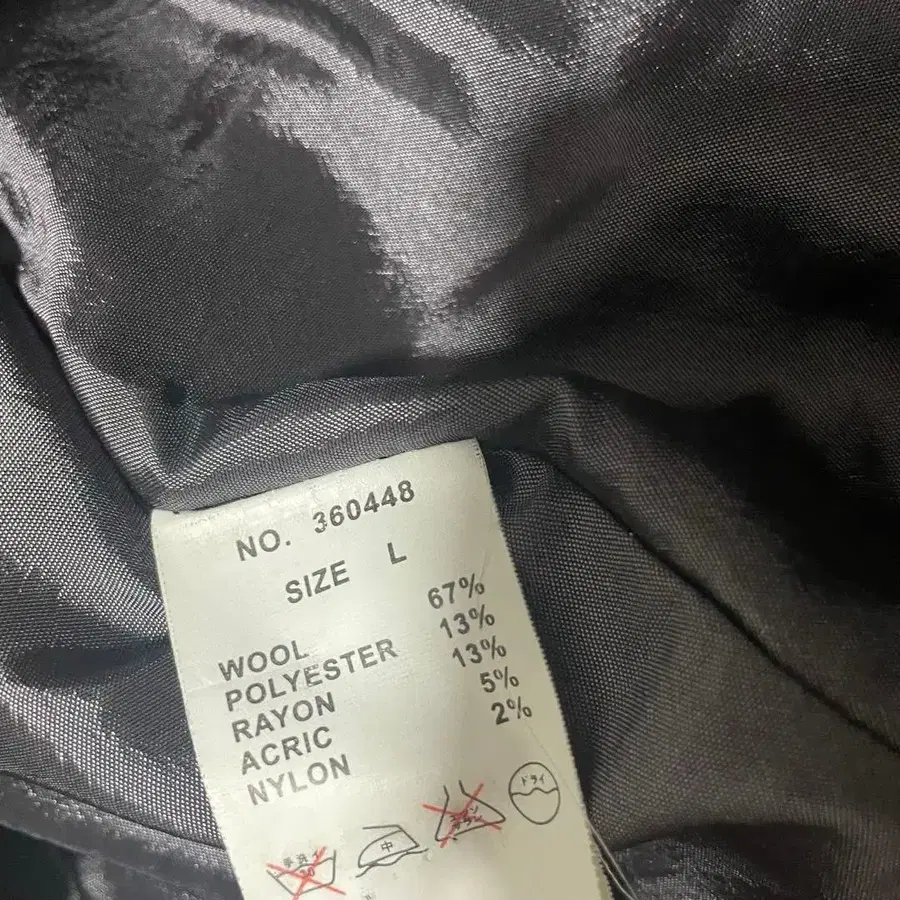 NO. 360448
SIZE L
WOOL 67%
POLYESTER 13%
RAYON 13%
ACRIC 5%
NYLON 2%
中
ドライ